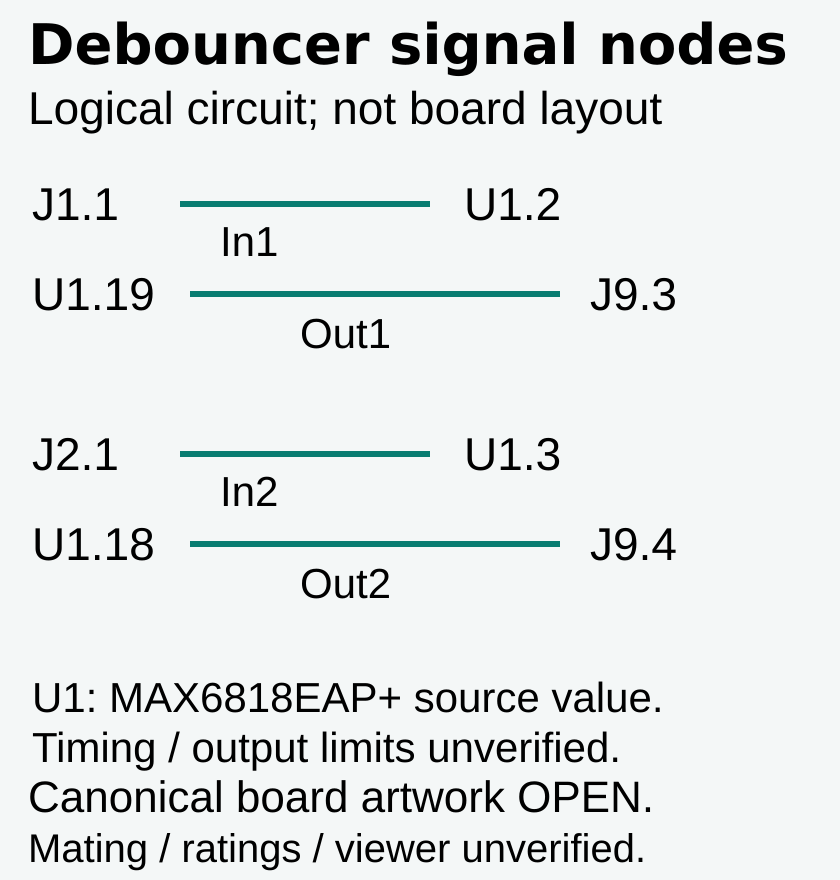 Debouncer signal nodes
Logical circuit; not board layout
J1.1 U1.2
In1
U1.19 J9.3
Out1
J2.1 U1.3
In2
U1.18 J9.4
Out2
U1: MAX6818EAP+ source value.
Timing / output limits unverified.
Canonical board artwork OPEN.
Mating / ratings / viewer unverified.